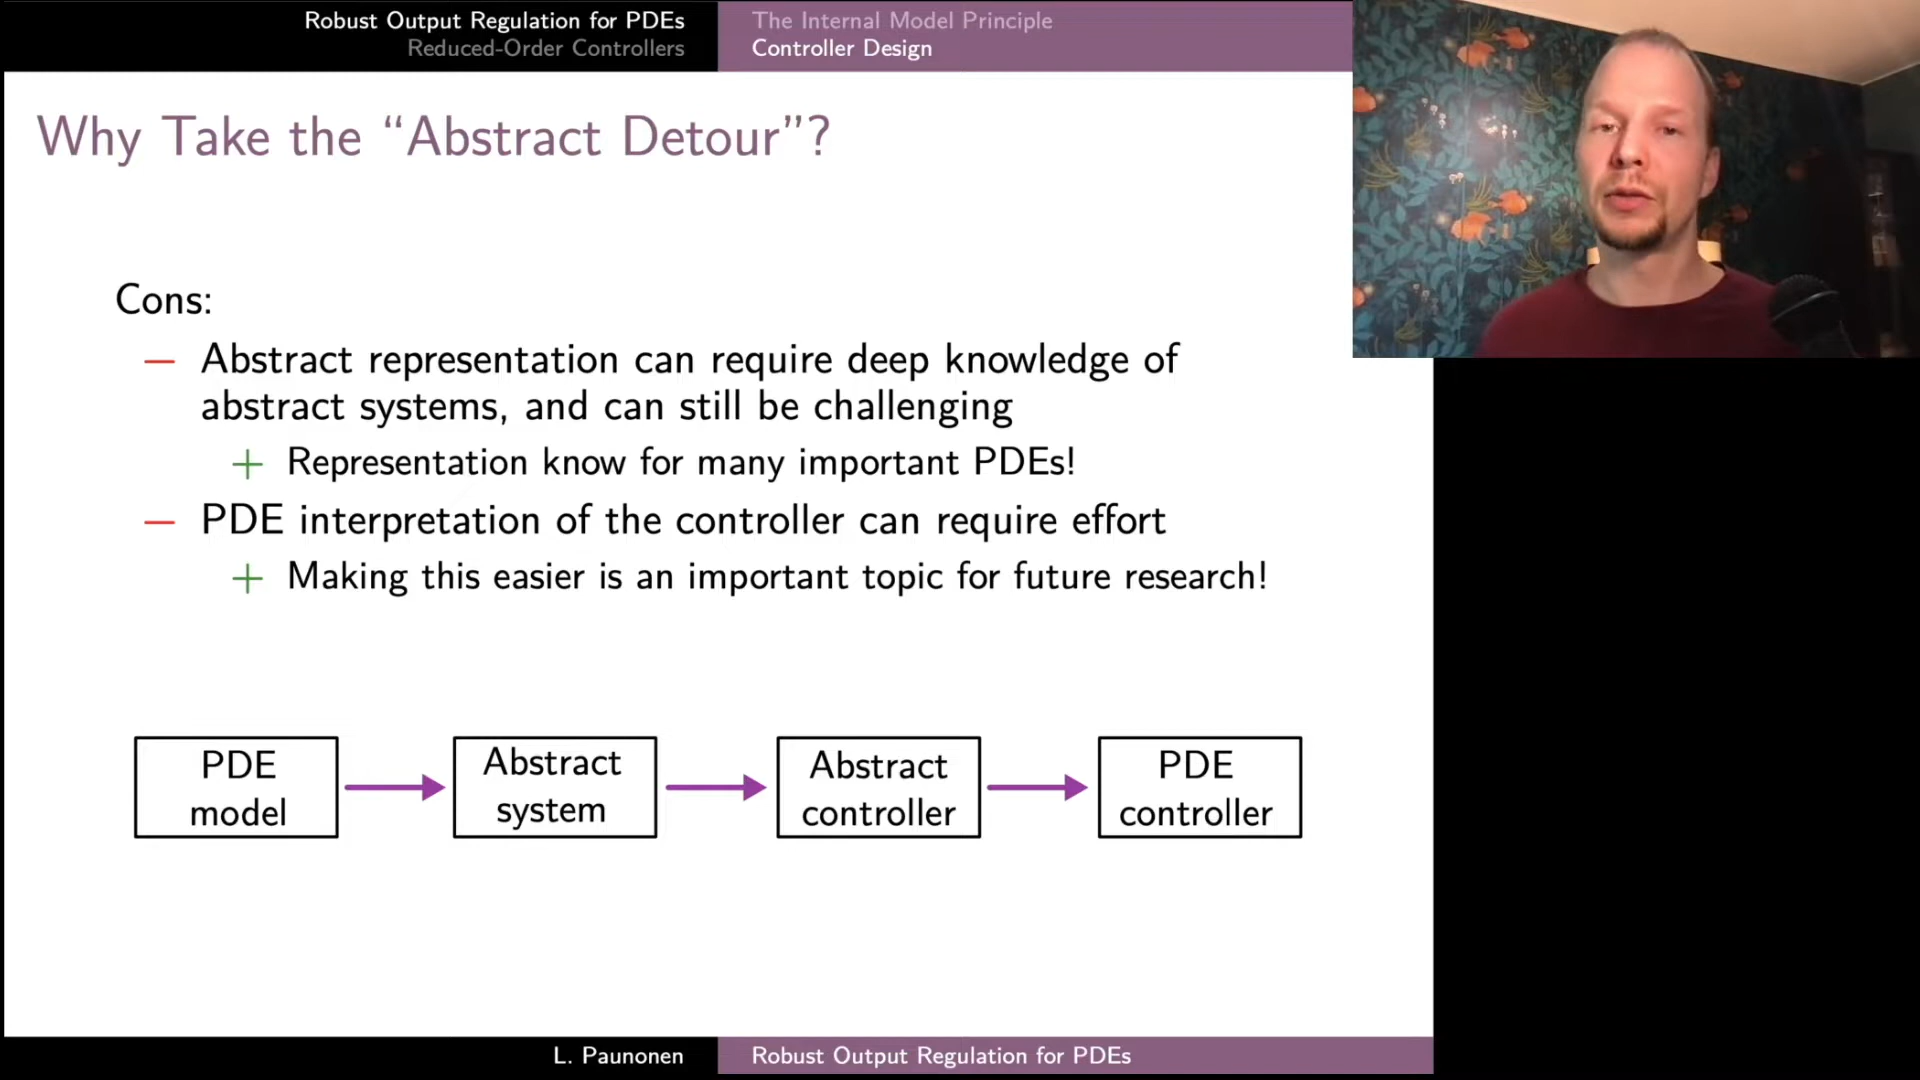 Robust Output Regulation for PDEs
Reduced-Order Controllers
The Internal Model Principle
Controller Design
Why Take the “Abstract Detour”?
Cons:
— Abstract representation can require deep knowledge of
abstract systems, and can still be challenging
+ Representation know for many important PDEs!
— PDE interpretation of the controller can require effort
+ Making this easier is an important topic for future research!
PDE
model
Abstract
system
Abstract
controller
PDE
controller
L. Paunonen
Robust Output Regulation for PDEs